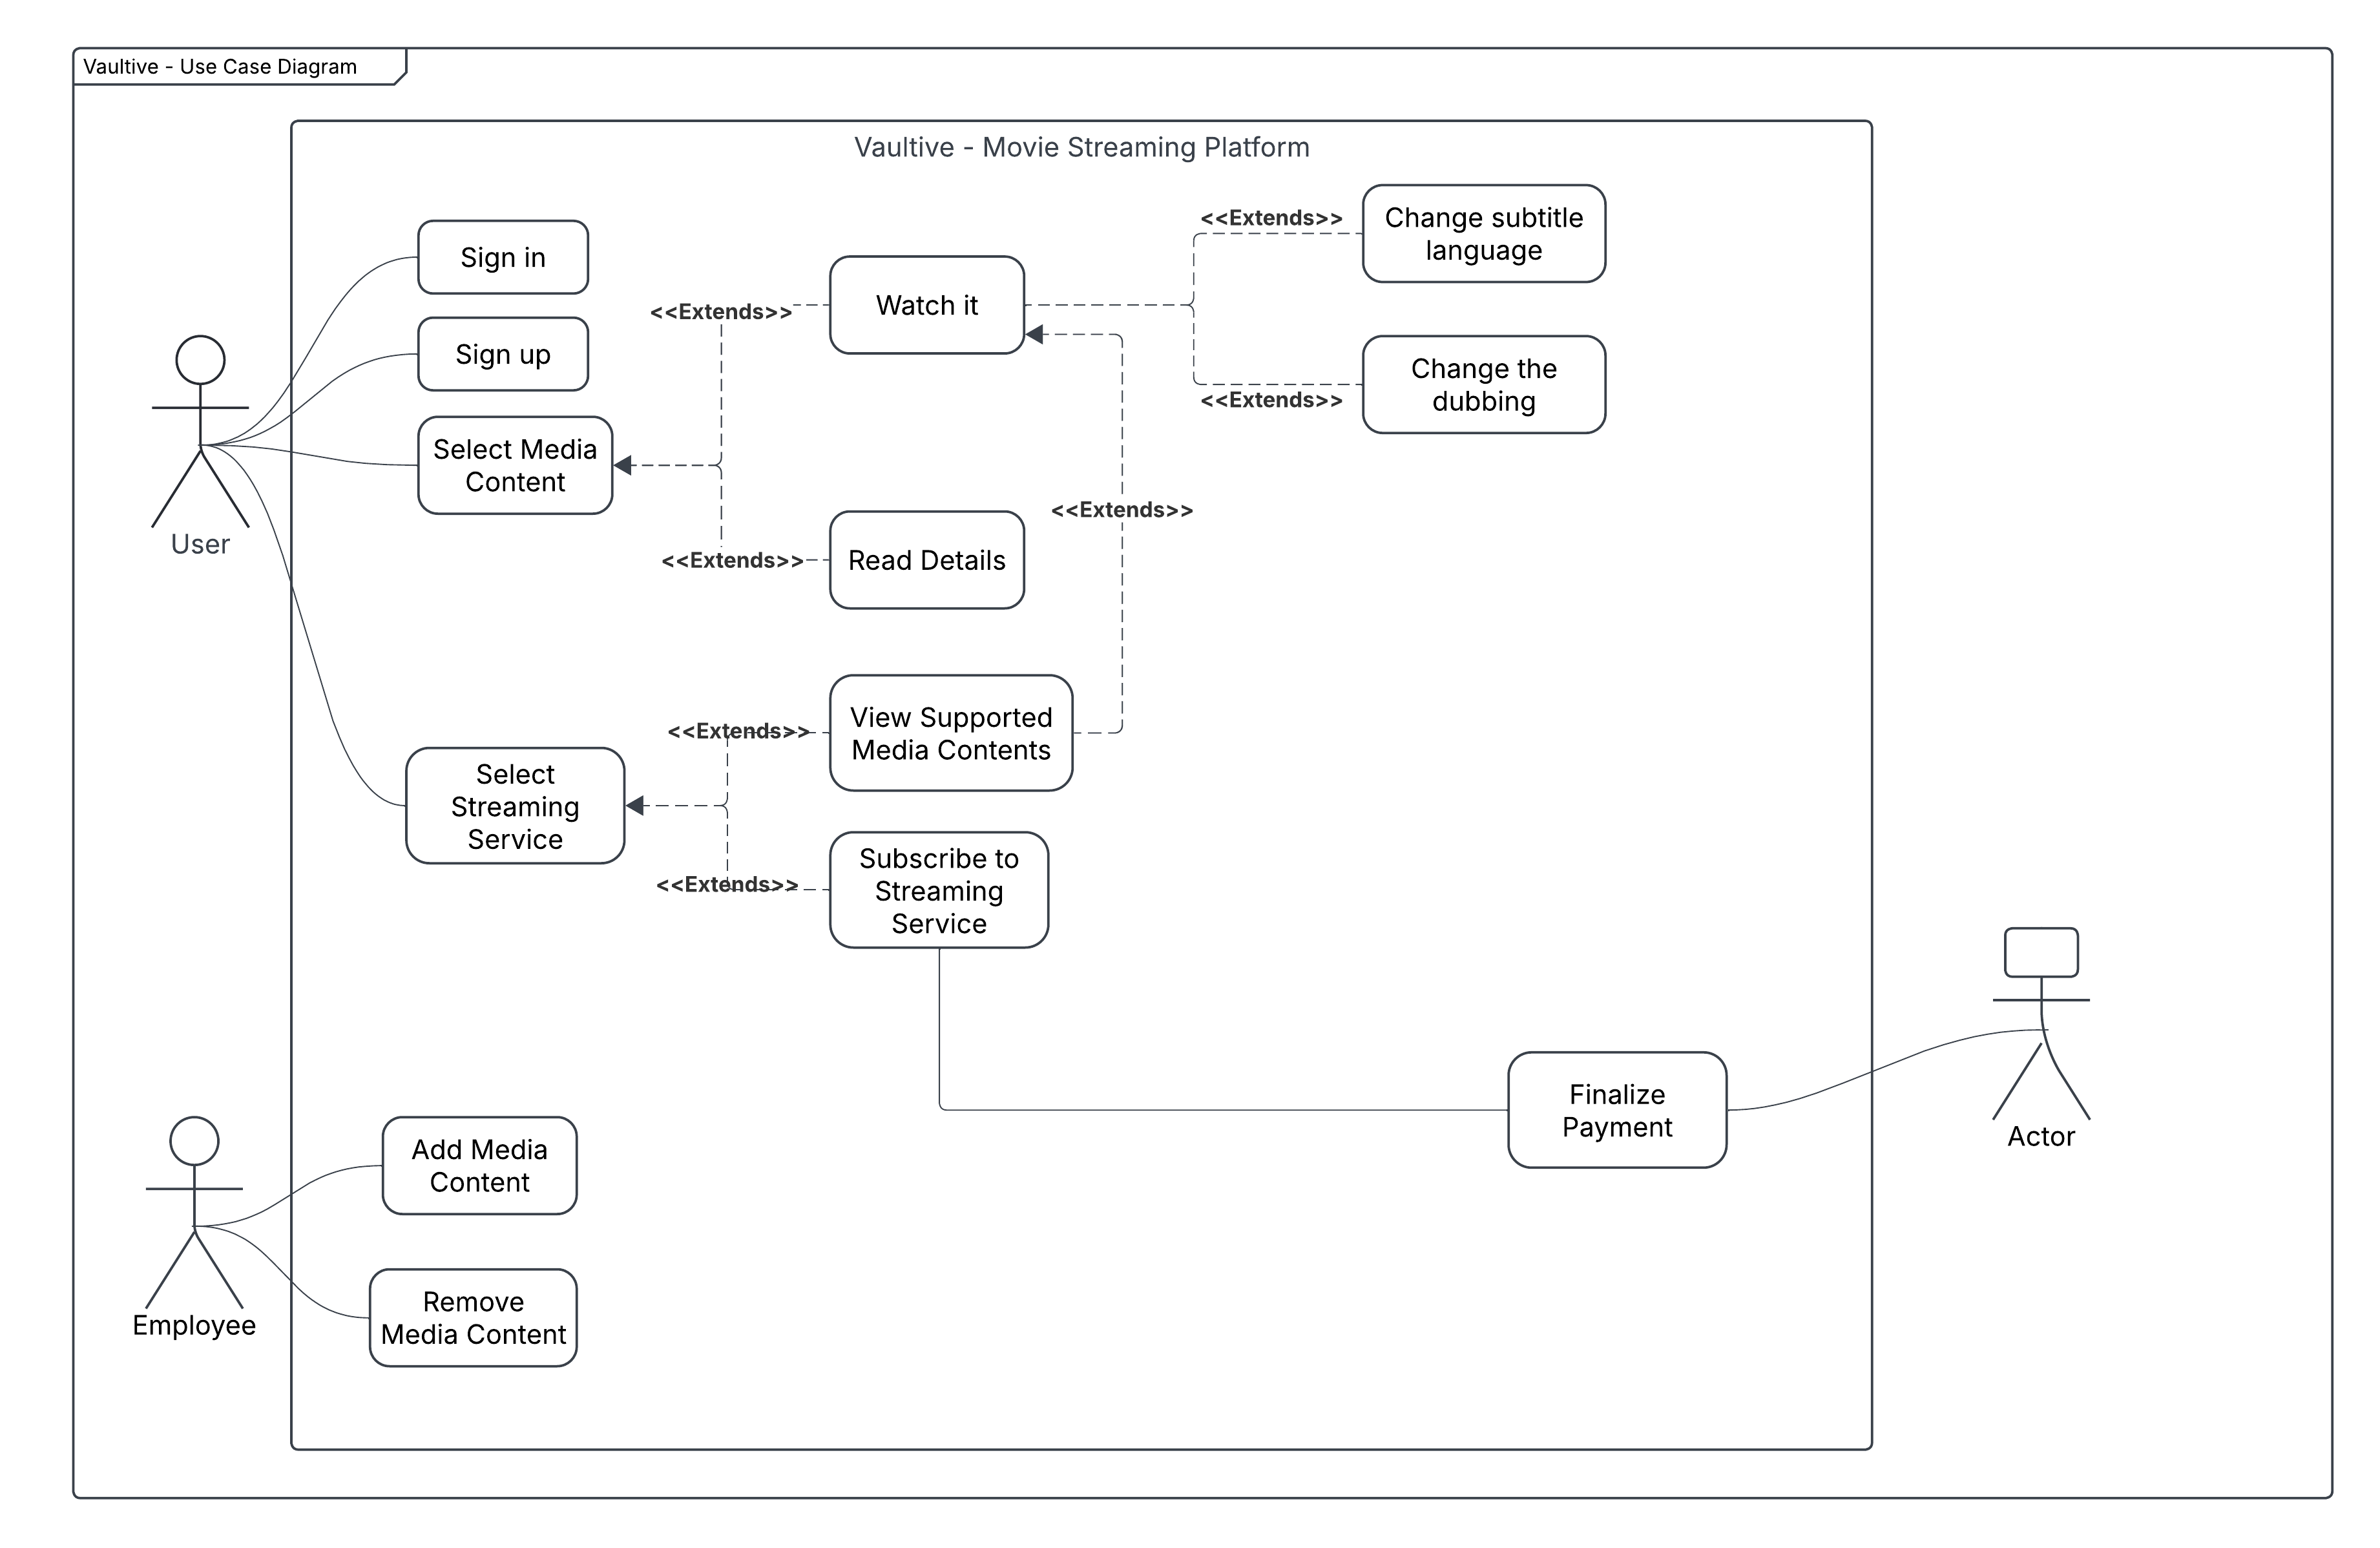 Vaultive - Use Case Diagram
Vaultive - Movie Streaming Platform
Sign in
Sign up
Select Media
Content
User
<<Extends>>
Watch it
<<Extends>>
Change subtitle
language
Change the
dubbing
<<Extends>>
<<Extends>>
Read Details
<<Extends>>
<<Extends>>
View Supported
Media Contents
Select
Streaming
Service
<<Extends>>
Subscribe to
Streaming
Service
Finalize
Payment
Actor
Add Media
Content
Employee
Remove
Media Content